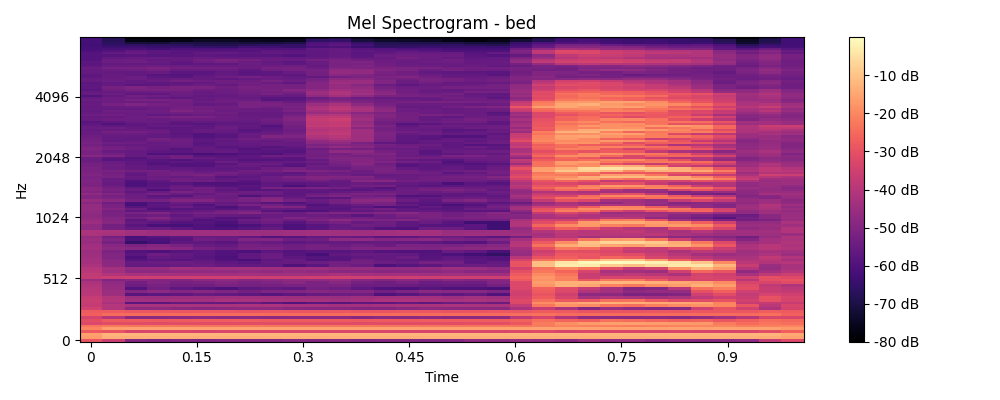 Mel Spectrogram - bed
Hz
4096
2048
1024
512
0
0
0.15
0.3
0.45
0.6
0.75
0.9
Time
-10 dB
-20 dB
-30 dB
-40 dB
-50 dB
-60 dB
-70 dB
-80 dB